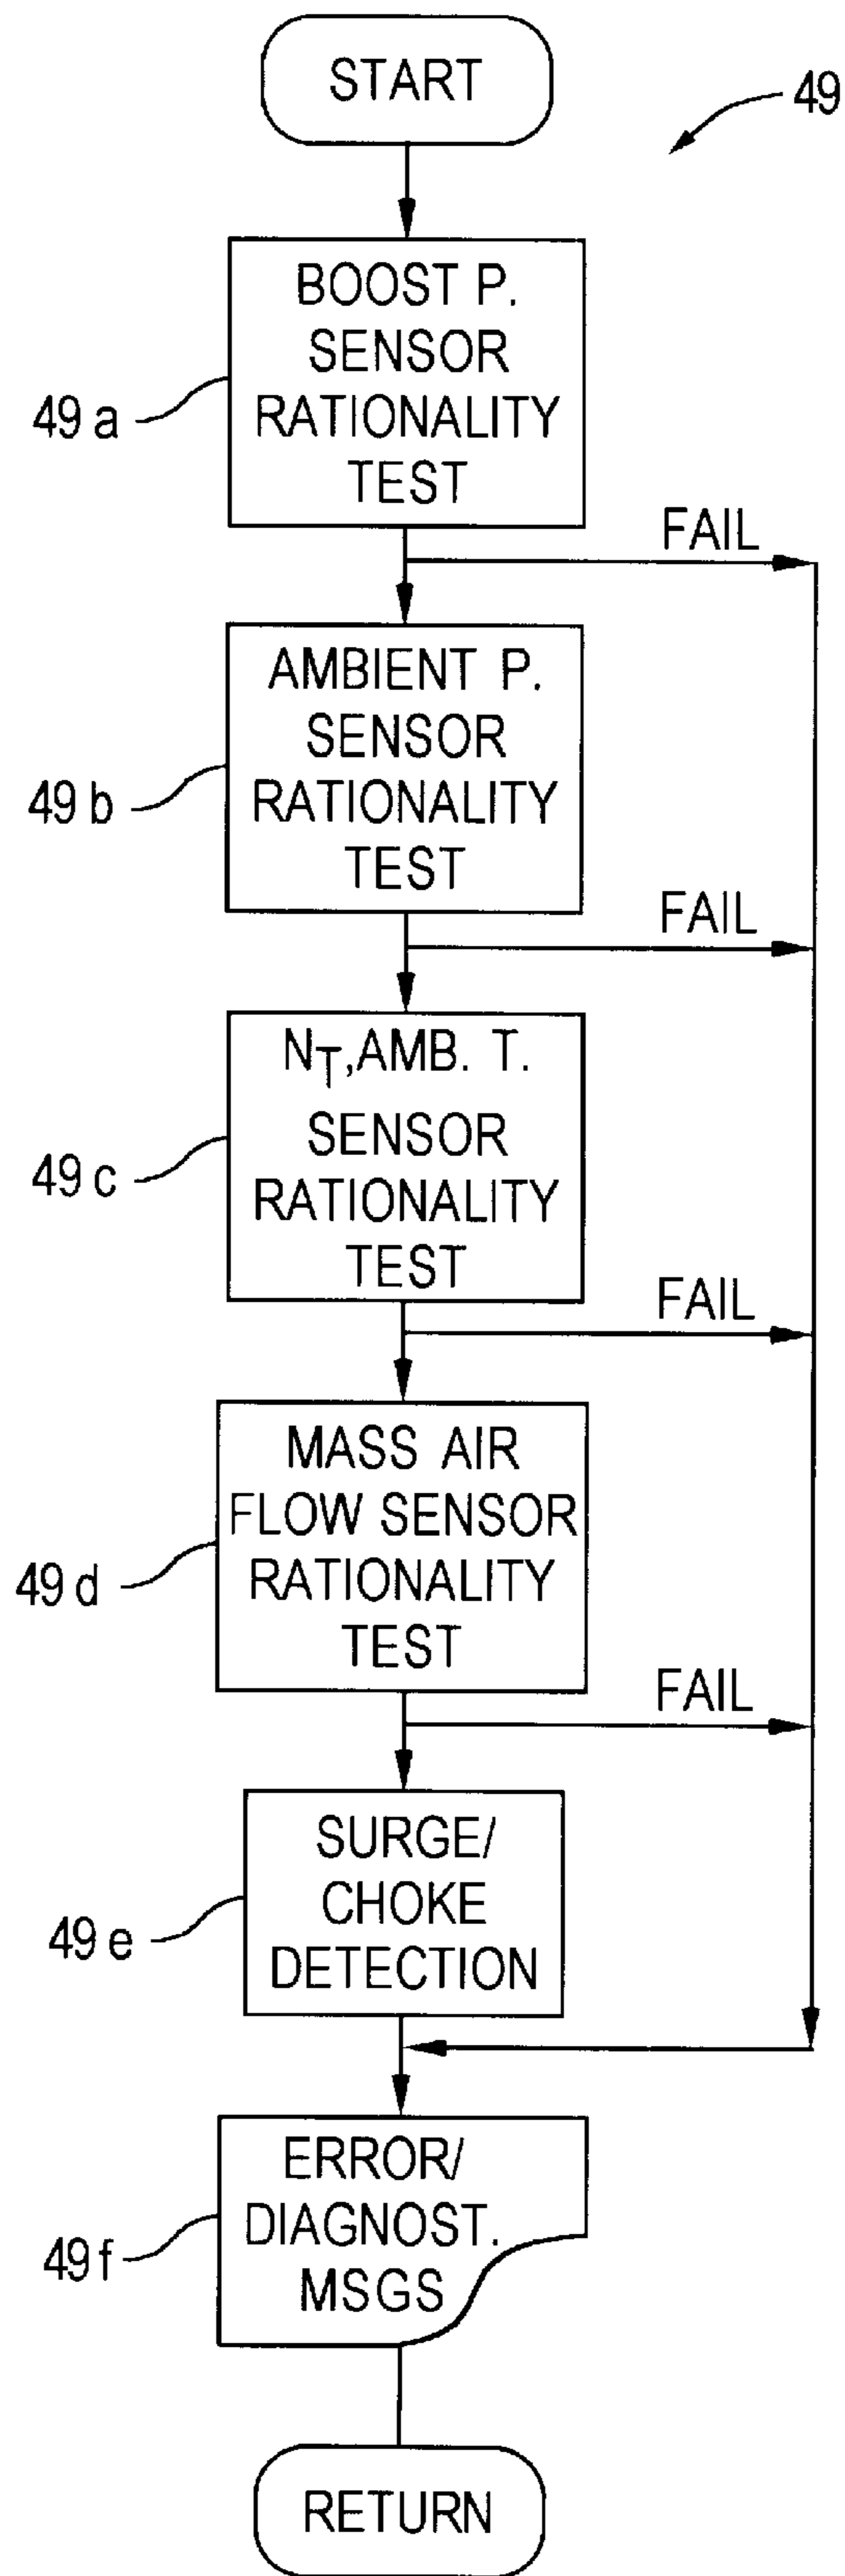 START
49
BOOST P.
SENSOR
RATIONALITY
TEST
49 a
FAIL
AMBIENT P.
SENSOR
RATIONALITY
TEST
49 b
FAIL
NT,AMB. T.
SENSOR
RATIONALITY
TEST
49 c
FAIL
MASS AIR
FLOW SENSOR
RATIONALITY
TEST
49 d
FAIL
SURGE/
CHOKE
DETECTION
49 e
ERROR/
DIAGNOST.
MSGS
49 f
RETURN